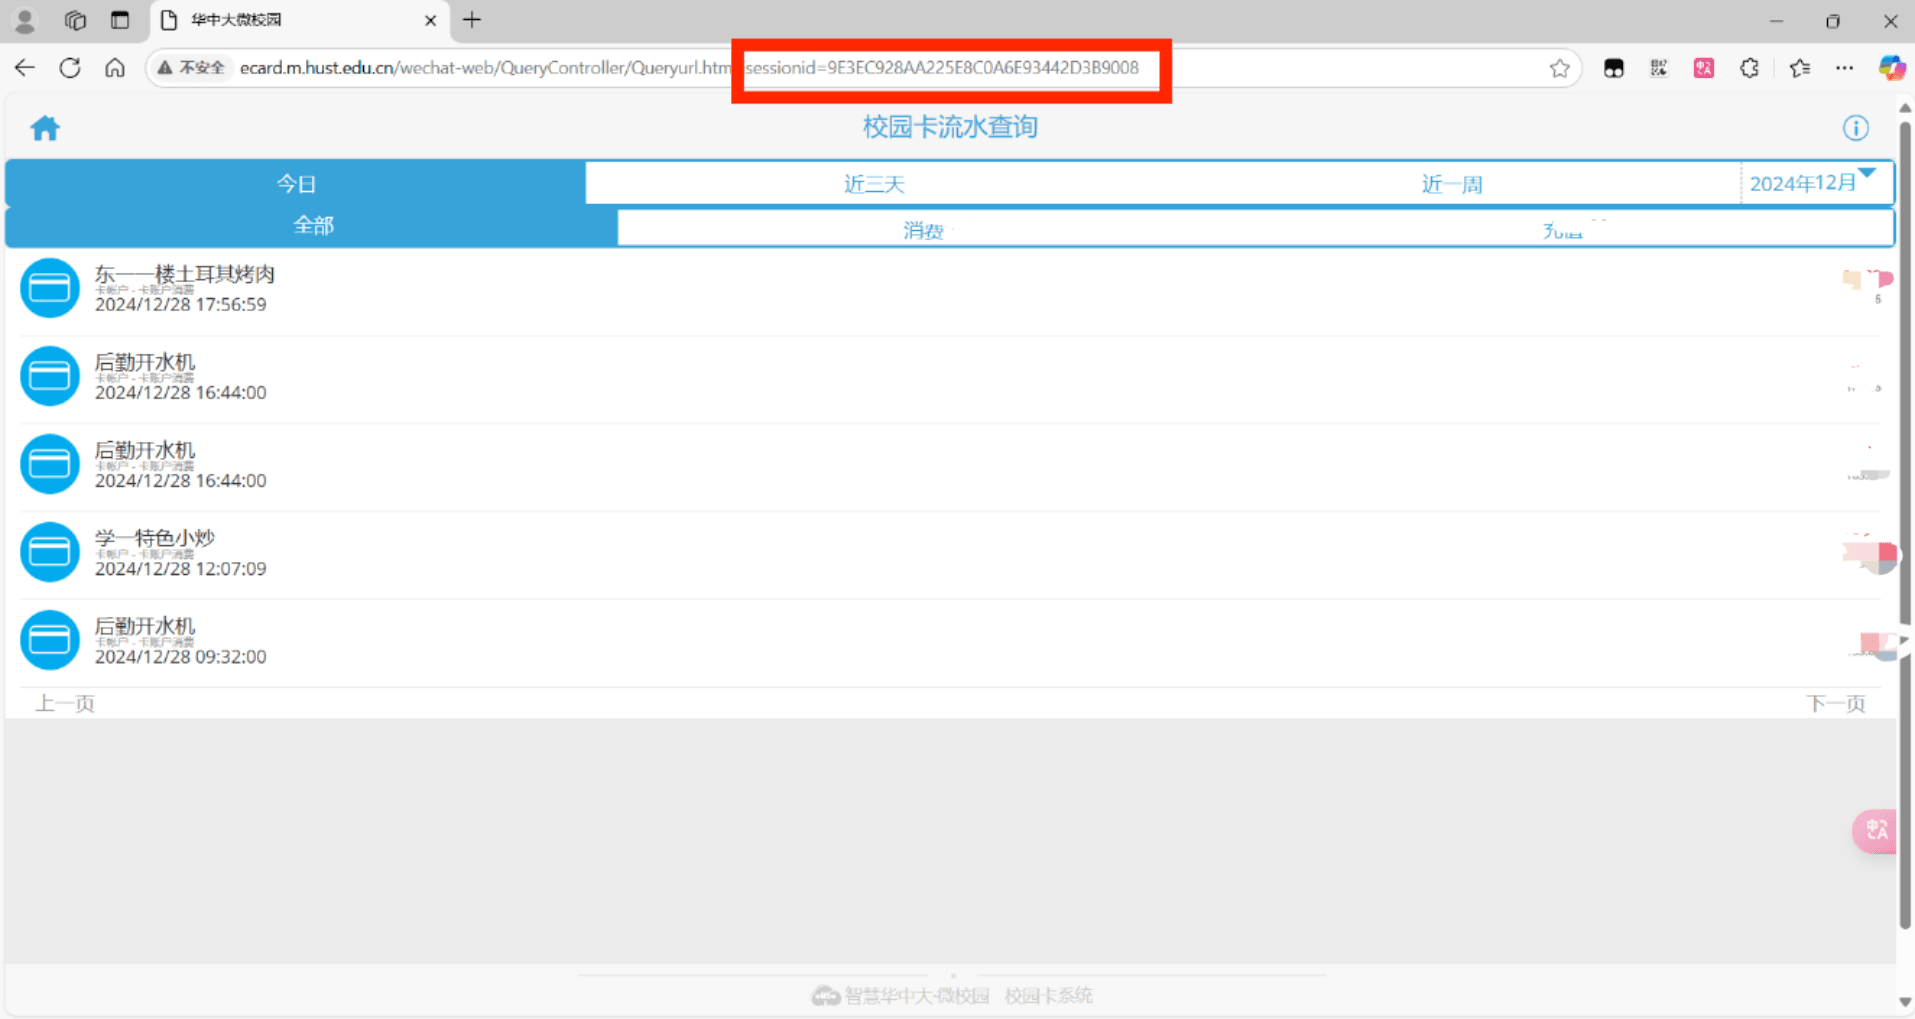 华中大微校园
不安全 ecard.m.hust.edu.cn/wechat-web/QueryController/Queryurl.htm sessionid=9E3EC928AA225E8C0A6E93442D3B9008
校园卡流水查询
今日 近三天 近一周 2024年12月
全部 消费
东一一楼土耳其烤肉
卡帐户 - 卡账户消费
2024/12/28 17:56:59
后勤开水机
卡帐户 - 卡账户消费
2024/12/28 16:44:00
后勤开水机
卡帐户 - 卡账户消费
2024/12/28 16:44:00
学一特色小炒
卡帐户 - 卡账户消费
2024/12/28 12:07:09
后勤开水机
卡帐户 - 卡账户消费
2024/12/28 09:32:00
上一页 下一页
智慧华中大·微校园 校园卡系统